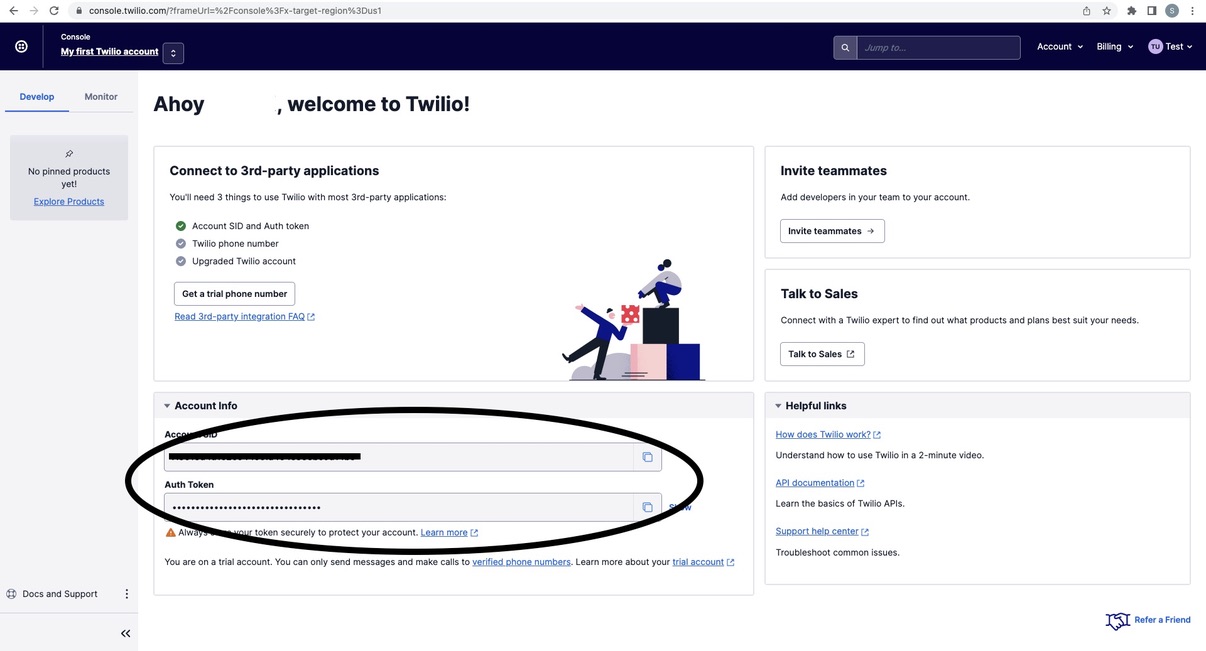 console.twilio.com/?frameUrl=%2Fconsole%3Fx-target-region%3Dus1
S
Console
My first Twilio account
Jump to...
Account
Billing
TU Test
Develop
Monitor
No pinned products
yet!
Explore Products
Docs and Support
Ahoy , welcome to Twilio!
Connect to 3rd-party applications
You'll need 3 things to use Twilio with most 3rd-party applications:
Account SID and Auth token
Twilio phone number
Upgraded Twilio account
Get a trial phone number
Read 3rd-party integration FAQ
Invite teammates
Add developers in your team to your account.
Invite teammates →
Talk to Sales
Connect with a Twilio expert to find out what products and plans best suit your needs.
Talk to Sales
Account Info
Account SID
Auth Token
••••••••••••••••••••••••••••••••
Show
Always store your token securely to protect your account. Learn more
You are on a trial account. You can only send messages and make calls to verified phone numbers. Learn more about your trial account
Helpful links
How does Twilio work?
Understand how to use Twilio in a 2-minute video.
API documentation
Learn the basics of Twilio APIs.
Support help center
Troubleshoot common issues.
Refer a Friend